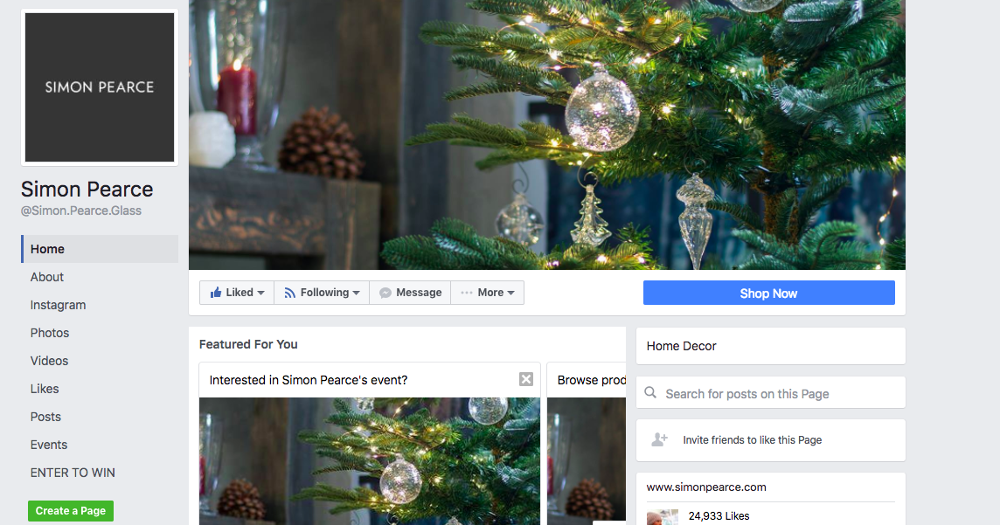 SIMON PEARCE
Simon Pearce
@Simon.Pearce.Glass
Home
About
Instagram
Photos
Videos
Likes
Posts
Events
ENTER TO WIN
Create a Page
Liked
Following
Message
More
Shop Now
Featured For You
Interested in Simon Pearce's event?
Browse prod
Home Decor
Search for posts on this Page
Invite friends to like this Page
www.simonpearce.com
24,933 Likes